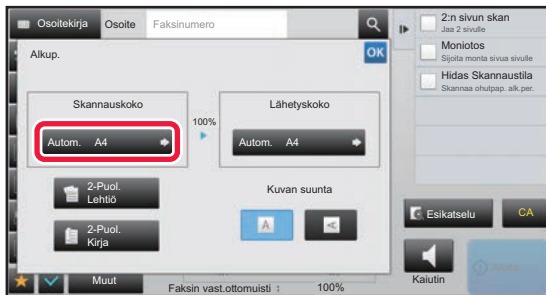 Osoitekirja
Osoite
Faksinumero
2:n sivun skan
Jaa 2 sivulle
Moniotos
Sijoita monta sivua sivulle
Hidas Skannaustila
Skannaa ohutpap. alk.per.
Alkup.
OK
Skannauskoko
100%
Lähetyskoko
Autom. A4
Autom. A4
2-Puol.
Lehtiö
Kuvan suunta
2-Puol.
Kirja
A
A
Esikatselu
CA
Kaiutin
Muut
Faksin vast.ottomuisti : 100%